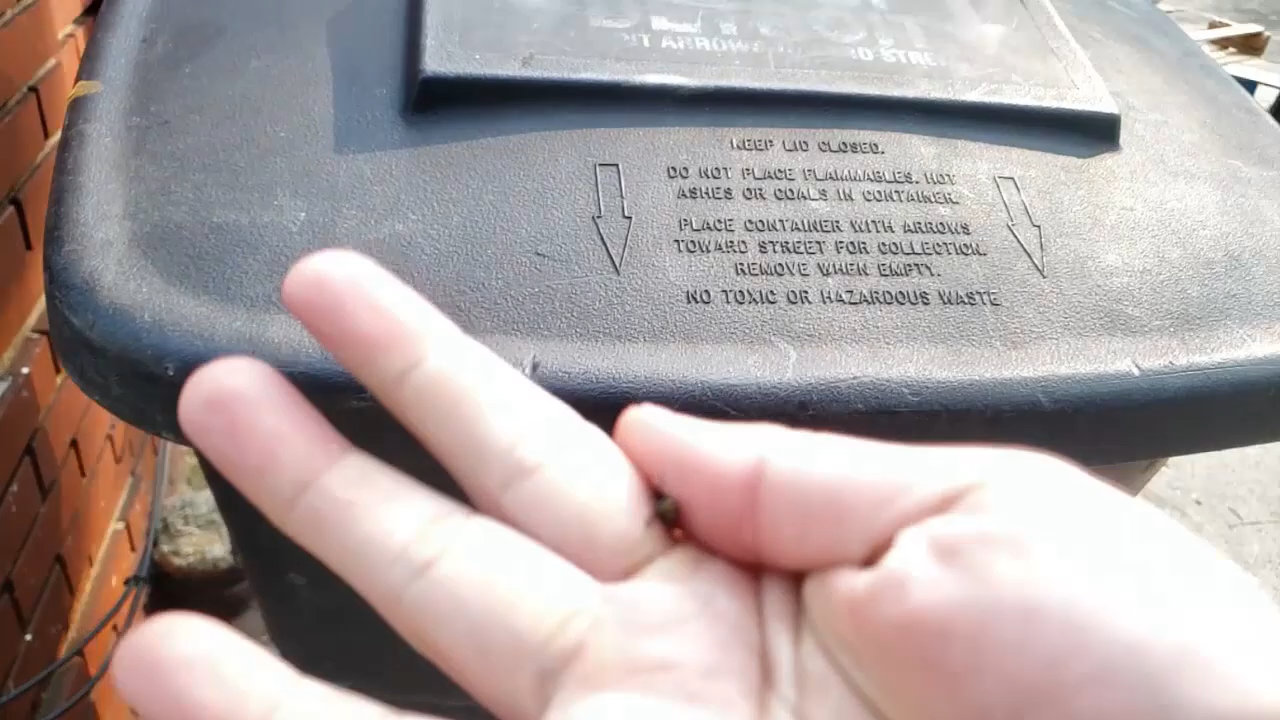 ARROWS
KEEP LID CLOSED.
DO NOT PLACE FLAMMABLES. HOT
ASHES OR COALS IN CONTAINER.
PLACE CONTAINER WITH ARROWS
TOWARD STREET FOR COLLECTION.
REMOVE WHEN EMPTY.
NO TOXIC OR HAZARDOUS WASTE